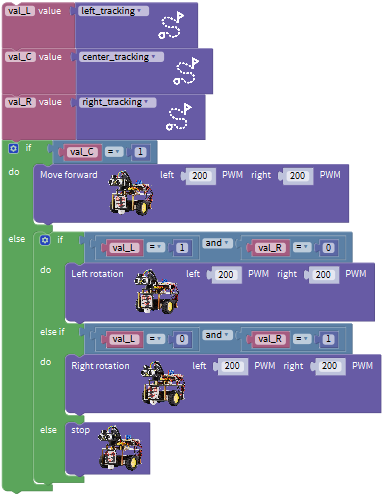 val_L value left_tracking
val_C value center_tracking
val_R value right_tracking
if val_C = 1
do Move forward left 200 PWM right 200 PWM
else if val_L = 1 and val_R = 0
do Left rotation left 200 PWM right 200 PWM
else if val_L = 0 and val_R = 1
do Right rotation left 200 PWM right 200 PWM
else stop